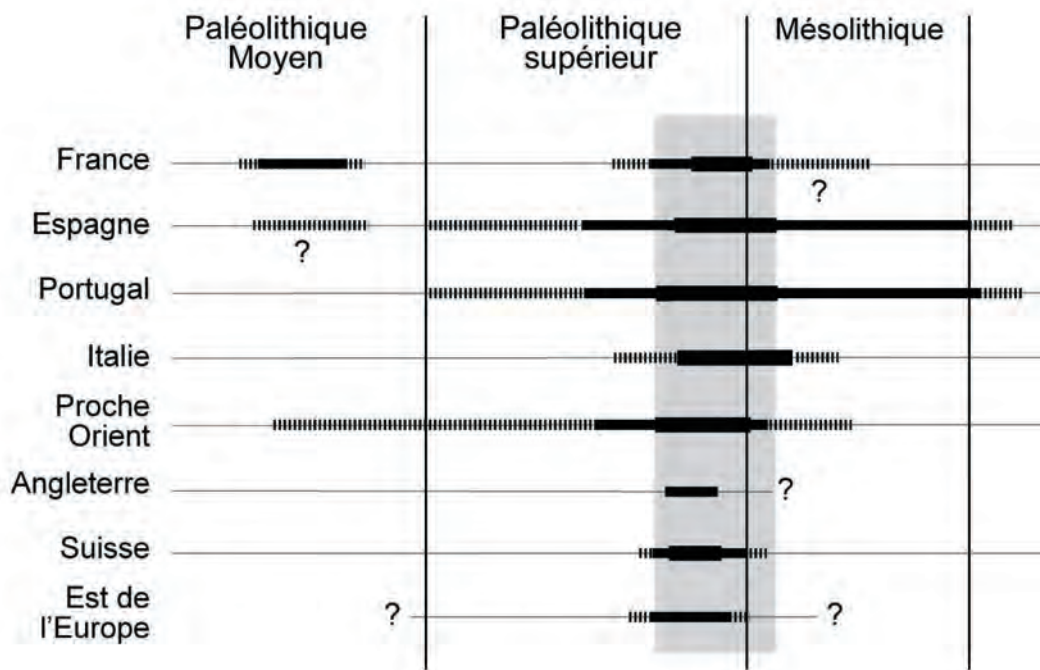 Paléolithique
Moyen
Paléolithique
supérieur
Mésolithique
France
?
Espagne
?
Portugal
Italie
Proche
Orient
Angleterre
?
Suisse
Est de
l'Europe
?
?